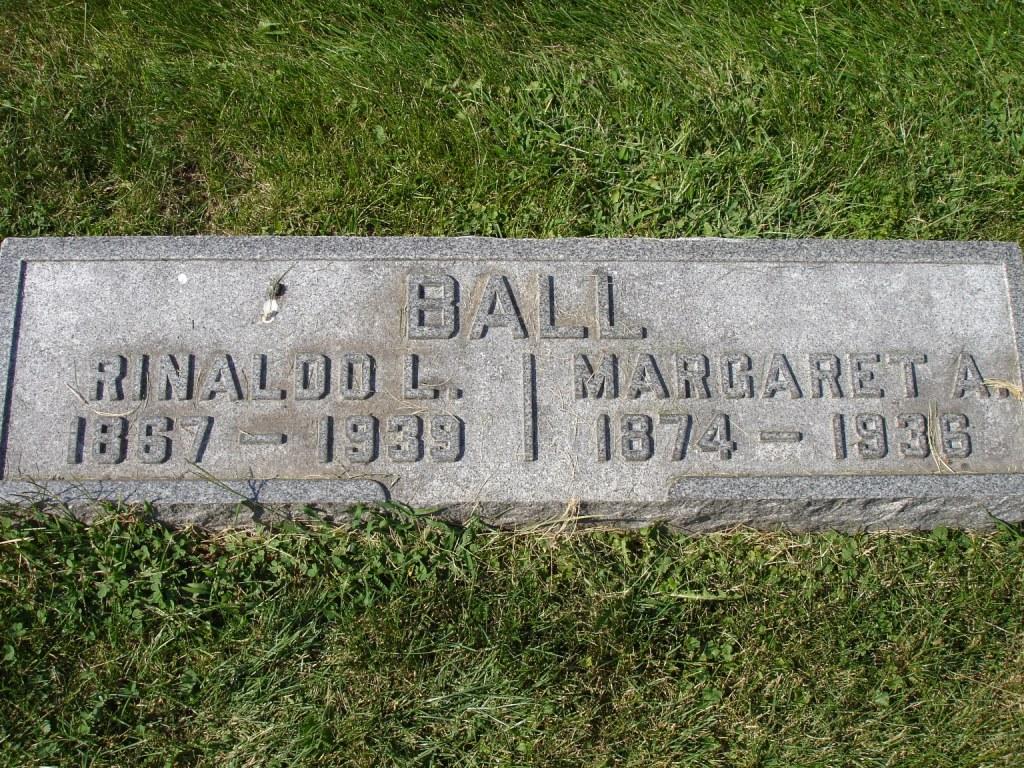 BALL
RINALDO L. MARGARET A.
1867 - 1939 1874 - 1936